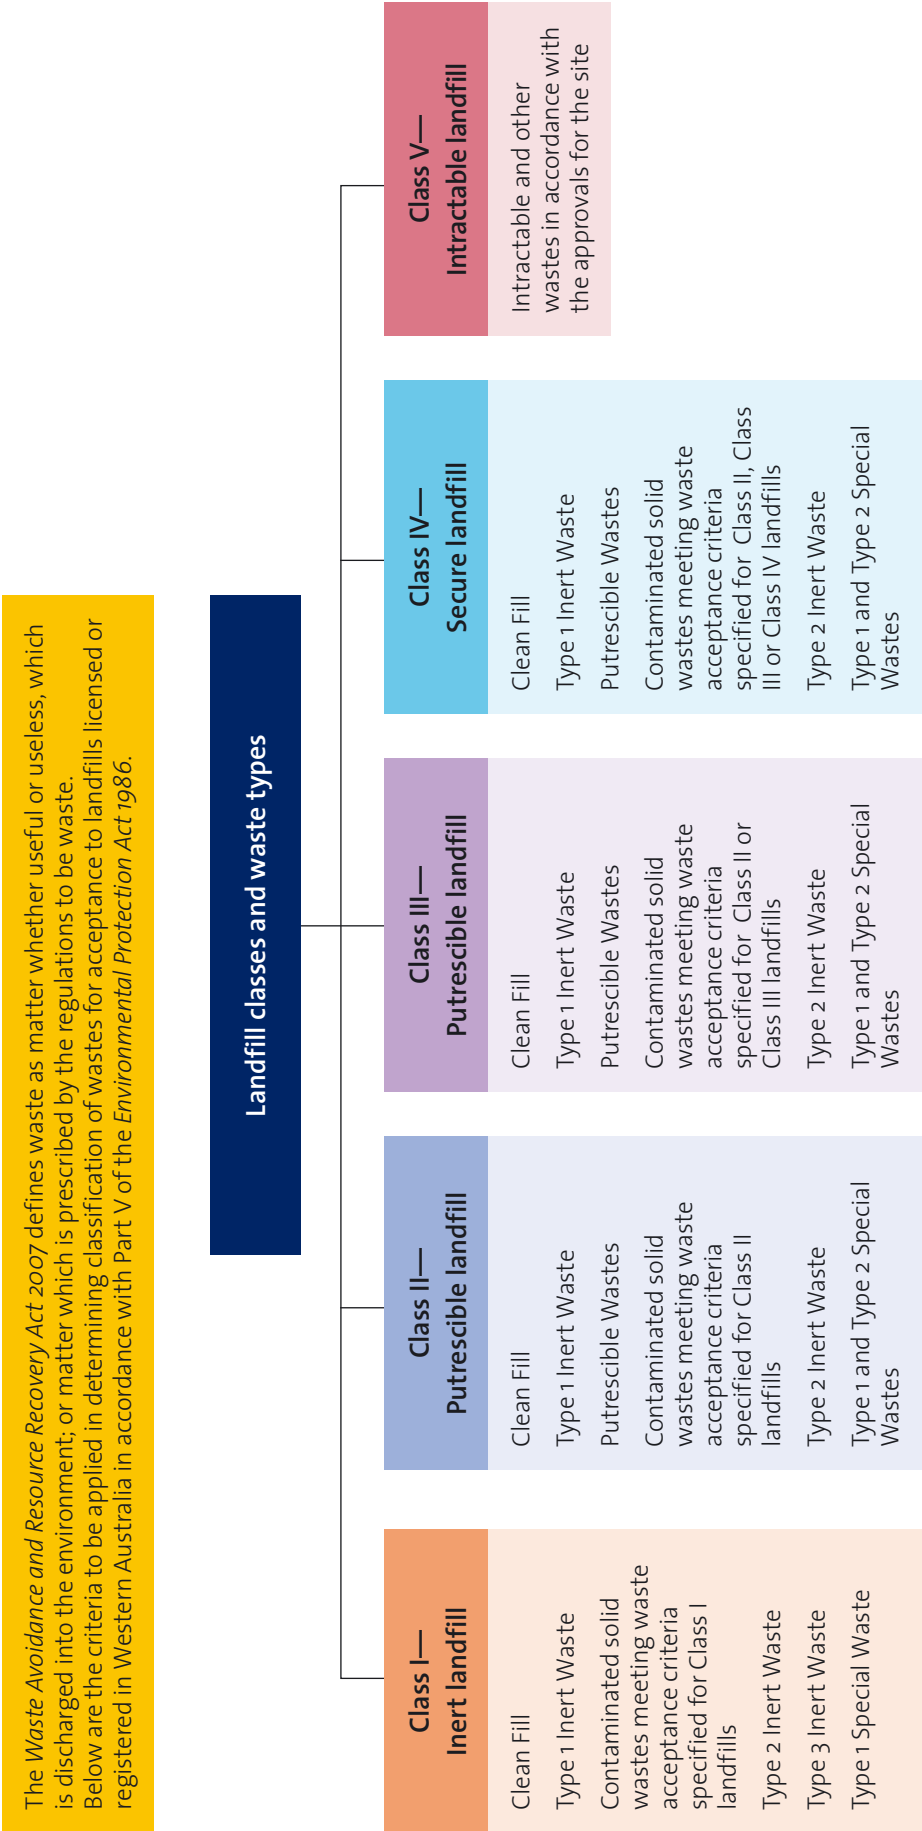 The Waste Avoidance and Resource Recovery Act 2007 defines waste as matter whether useful or useless, which
is discharged into the environment; or matter which is prescribed by the regulations to be waste.
Below are the criteria to be applied in determining classification of wastes for acceptance to landfills licensed or
registered in Western Australia in accordance with Part V of the Environmental Protection Act 1986.
Landfill classes and waste types
Class I—
Inert landfill
Clean Fill
Type 1 Inert Waste
Contaminated solid
wastes meeting waste
acceptance criteria
specified for Class I
landfills
Type 2 Inert Waste
Type 3 Inert Waste
Type 1 Special Waste
Class II—
Putrescible landfill
Clean Fill
Type 1 Inert Waste
Putrescible Wastes
Contaminated solid
wastes meeting waste
acceptance criteria
specified for Class II
landfills
Type 2 Inert Waste
Type 1 and Type 2 Special
Wastes
Class III—
Putrescible landfill
Clean Fill
Type 1 Inert Waste
Putrescible Wastes
Contaminated solid
wastes meeting waste
acceptance criteria
specified for Class II or
Class III landfills
Type 2 Inert Waste
Type 1 and Type 2 Special
Wastes
Class IV—
Secure landfill
Clean Fill
Type 1 Inert Waste
Putrescible Wastes
Contaminated solid
wastes meeting waste
acceptance criteria
specified for Class II, Class
III or Class IV landfills
Type 2 Inert Waste
Type 1 and Type 2 Special
Wastes
Class V—
Intractable landfill
Intractable and other
wastes in accordance with
the approvals for the site